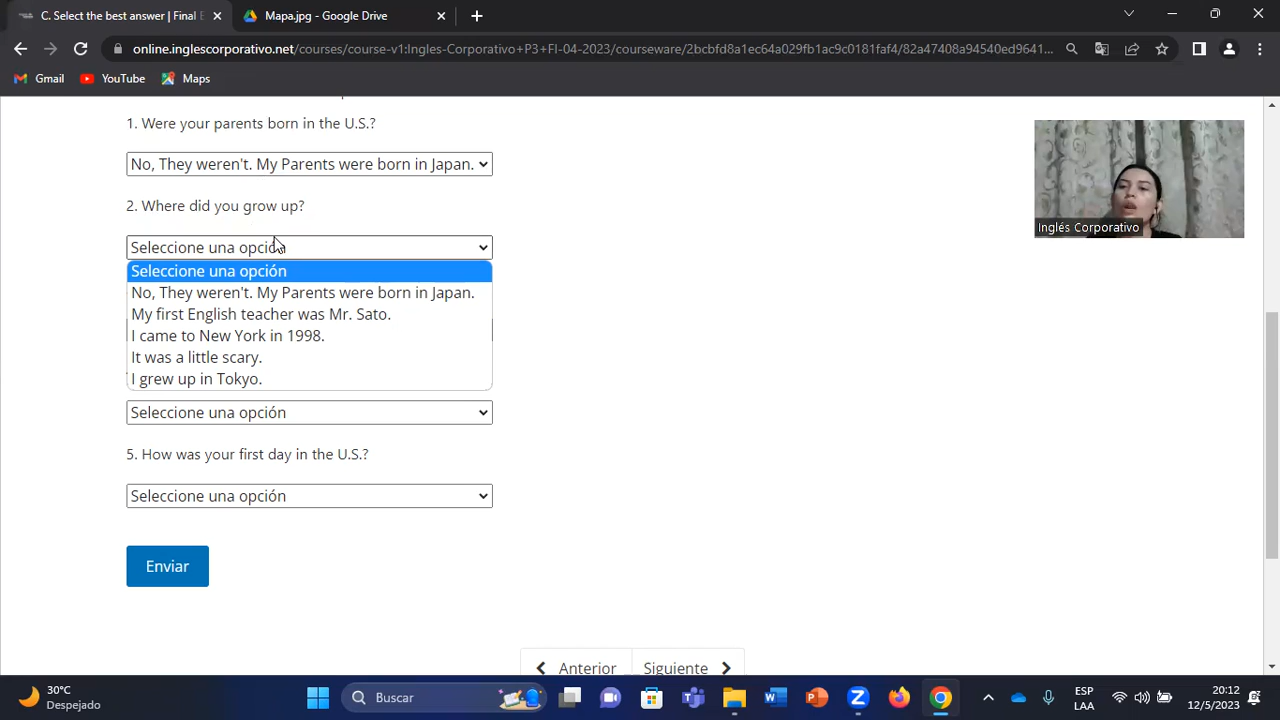 C. Select the best answer | Final E
Mapa.jpg - Google Drive
online.inglescorporativo.net/courses/course-v1:Ingles-Corporativo+P3+FI-04-2023/courseware/2bcbfd8a1ec64a029fb1ac9c0181faf4/82a47408a94540ed9641...
Gmail
YouTube
Maps
1. Were your parents born in the U.S.?
No, They weren't. My Parents were born in Japan.
2. Where did you grow up?
Seleccione una opción
Seleccione una opción
No, They weren't. My Parents were born in Japan.
My first English teacher was Mr. Sato.
I came to New York in 1998.
It was a little scary.
I grew up in Tokyo.
Seleccione una opción
5. How was your first day in the U.S.?
Seleccione una opción
Enviar
Anterior
Siguiente
Inglés Corporativo
30°C
Despejado
Buscar
ESP
LAA
20:12
12/5/2023